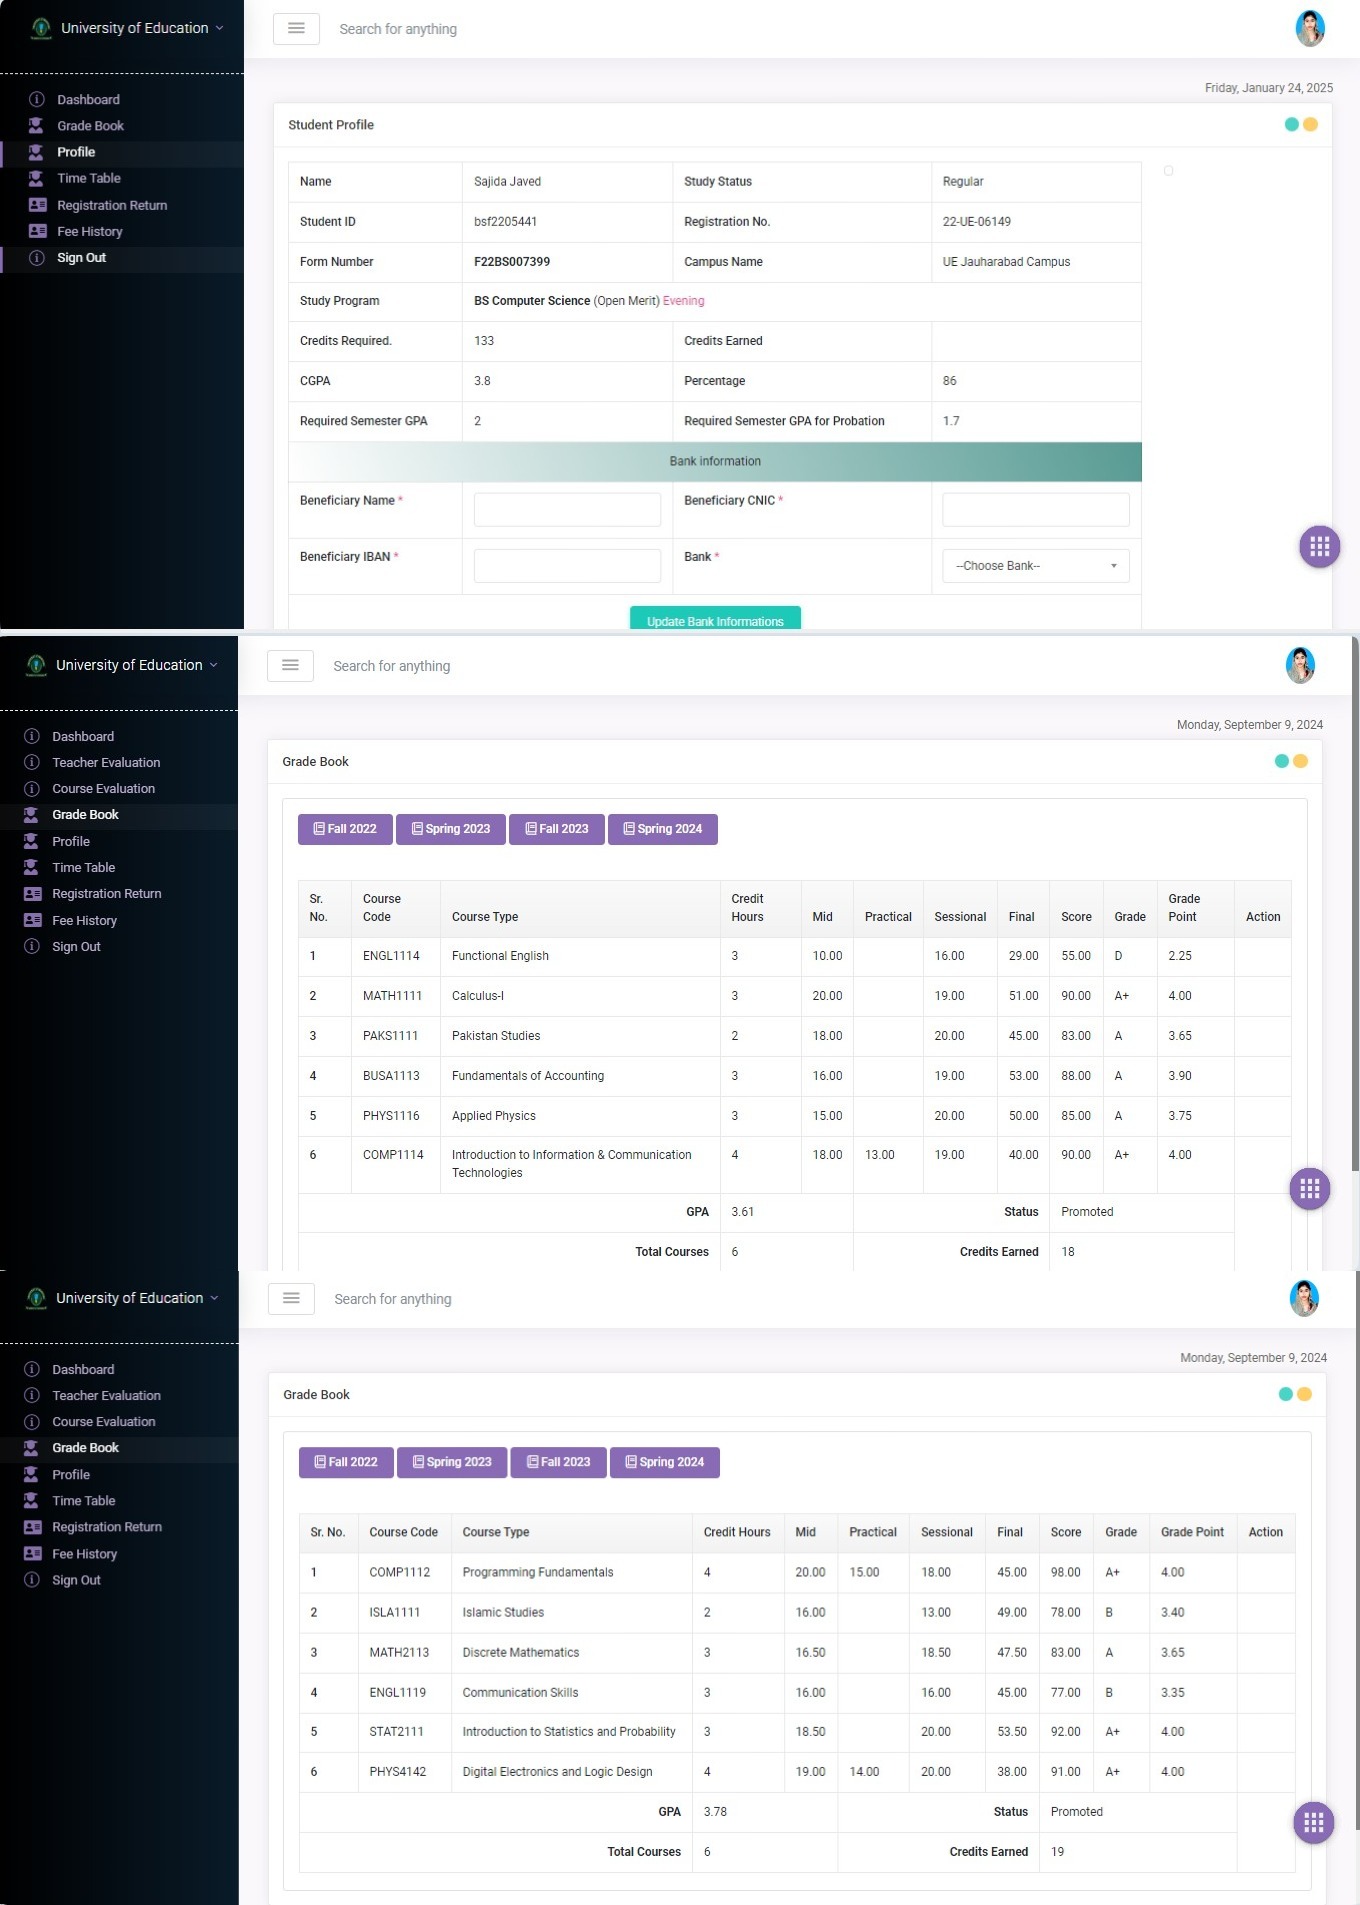 University of Education
Search for anything
Friday, January 24, 2025
Dashboard
Grade Book
Profile
Time Table
Registration Return
Fee History
Sign Out
Student Profile
Name Sajida Javed Study Status Regular
Student ID bsf2205441 Registration No. 22-UE-06149
Form Number F22BS007399 Campus Name UE Jauharabad Campus
Study Program BS Computer Science (Open Merit) Evening
Credits Required. 133 Credits Earned
CGPA 3.8 Percentage 86
Required Semester GPA 2 Required Semester GPA for Probation 1.7
Bank information
Beneficiary Name * Beneficiary CNIC *
Beneficiary IBAN * Bank * --Choose Bank--
Update Bank Informations
University of Education
Search for anything
Monday, September 9, 2024
Dashboard
Teacher Evaluation
Course Evaluation
Grade Book
Profile
Time Table
Registration Return
Fee History
Sign Out
Grade Book
Fall 2022 Spring 2023 Fall 2023 Spring 2024
Sr. No. Course Code Course Type Credit Hours Mid Practical Sessional Final Score Grade Grade Point Action
1 ENGL1114 Functional English 3 10.00 16.00 29.00 55.00 D 2.25
2 MATH1111 Calculus-I 3 20.00 19.00 51.00 90.00 A+ 4.00
3 PAKS1111 Pakistan Studies 2 18.00 20.00 45.00 83.00 A 3.65
4 BUSA1113 Fundamentals of Accounting 3 16.00 19.00 53.00 88.00 A 3.90
5 PHYS1116 Applied Physics 3 15.00 20.00 50.00 85.00 A 3.75
6 COMP1114 Introduction to Information & Communication Technologies 4 18.00 13.00 19.00 40.00 90.00 A+ 4.00
GPA 3.61 Status Promoted
Total Courses 6 Credits Earned 18
University of Education
Search for anything
Monday, September 9, 2024
Dashboard
Teacher Evaluation
Course Evaluation
Grade Book
Profile
Time Table
Registration Return
Fee History
Sign Out
Grade Book
Fall 2022 Spring 2023 Fall 2023 Spring 2024
Sr. No. Course Code Course Type Credit Hours Mid Practical Sessional Final Score Grade Grade Point Action
1 COMP1112 Programming Fundamentals 4 20.00 15.00 18.00 45.00 98.00 A+ 4.00
2 ISLA1111 Islamic Studies 2 16.00 13.00 49.00 78.00 B 3.40
3 MATH2113 Discrete Mathematics 3 16.50 18.50 47.50 83.00 A 3.65
4 ENGL1119 Communication Skills 3 16.00 16.00 45.00 77.00 B 3.35
5 STAT2111 Introduction to Statistics and Probability 3 18.50 20.00 53.50 92.00 A+ 4.00
6 PHYS4142 Digital Electronics and Logic Design 4 19.00 14.00 20.00 38.00 91.00 A+ 4.00
GPA 3.78 Status Promoted
Total Courses 6 Credits Earned 19